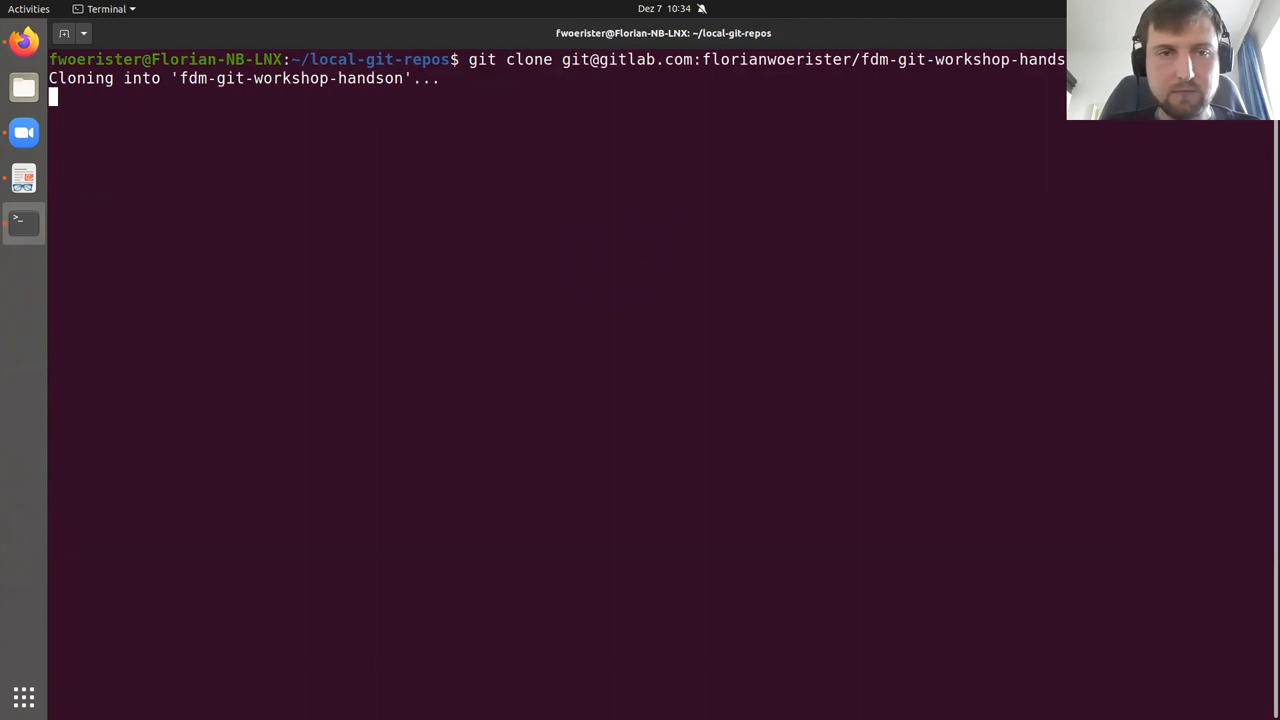 Activities
Terminal
Dez 7 10:34
fwoerister@Florian-NB-LNX: ~/local-git-repos
fwoerister@Florian-NB-LNX:~/local-git-repos$ git clone git@gitlab.com:florianwoerister/fdm-git-workshop-hands
Cloning into 'fdm-git-workshop-handson'...